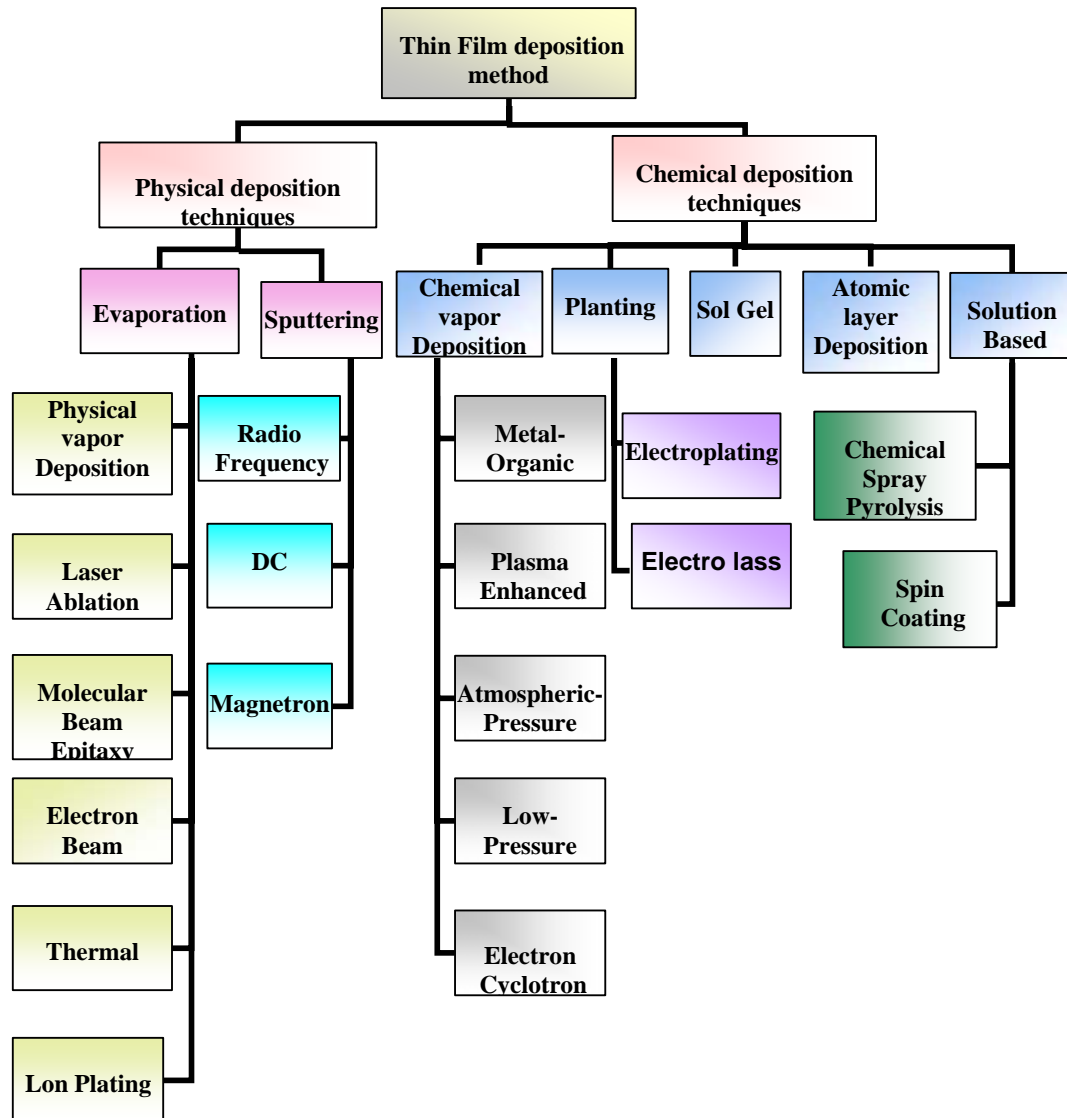 Thin Film deposition
method
Physical deposition
techniques
Chemical deposition
techniques
Evaporation
Sputtering
Chemical
vapor
Deposition
Planting
Sol Gel
Atomic
layer
Deposition
Solution
Based
Physical
vapor
Deposition
Laser
Ablation
Molecular
Beam
Epitaxy
Electron
Beam
Thermal
Lon Plating
Radio
Frequency
DC
Magnetron
Metal-
Organic
Plasma
Enhanced
Atmospheric-
Pressure
Low-
Pressure
Electron
Cyclotron
Electroplating
Electro lass
Chemical
Spray
Pyrolysis
Spin
Coating